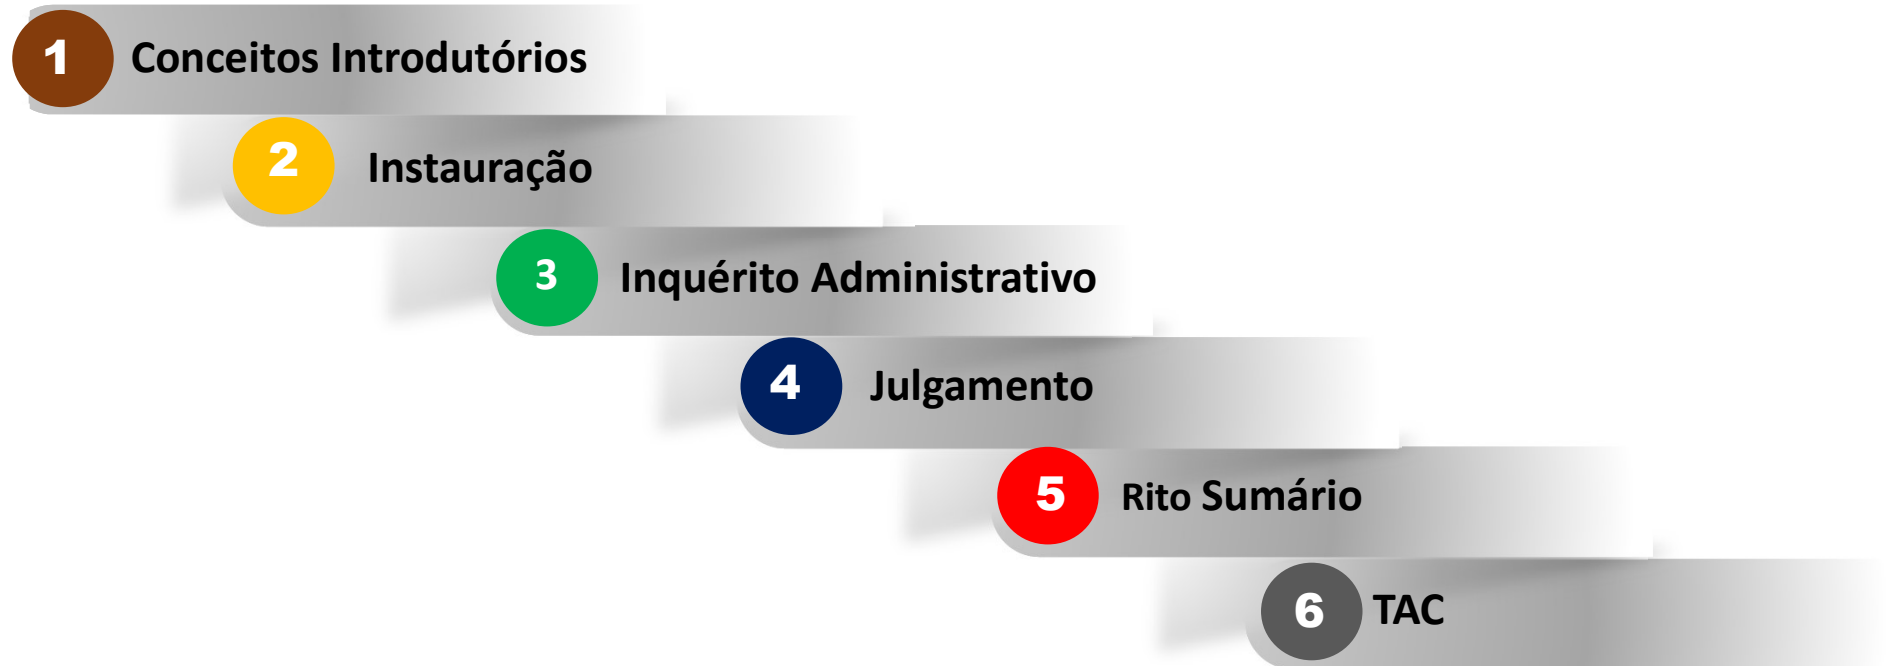 1 Conceitos Introdutórios
2 Instauração
3 Inquérito Administrativo
4 Julgamento
5 Rito Sumário
6 TAC